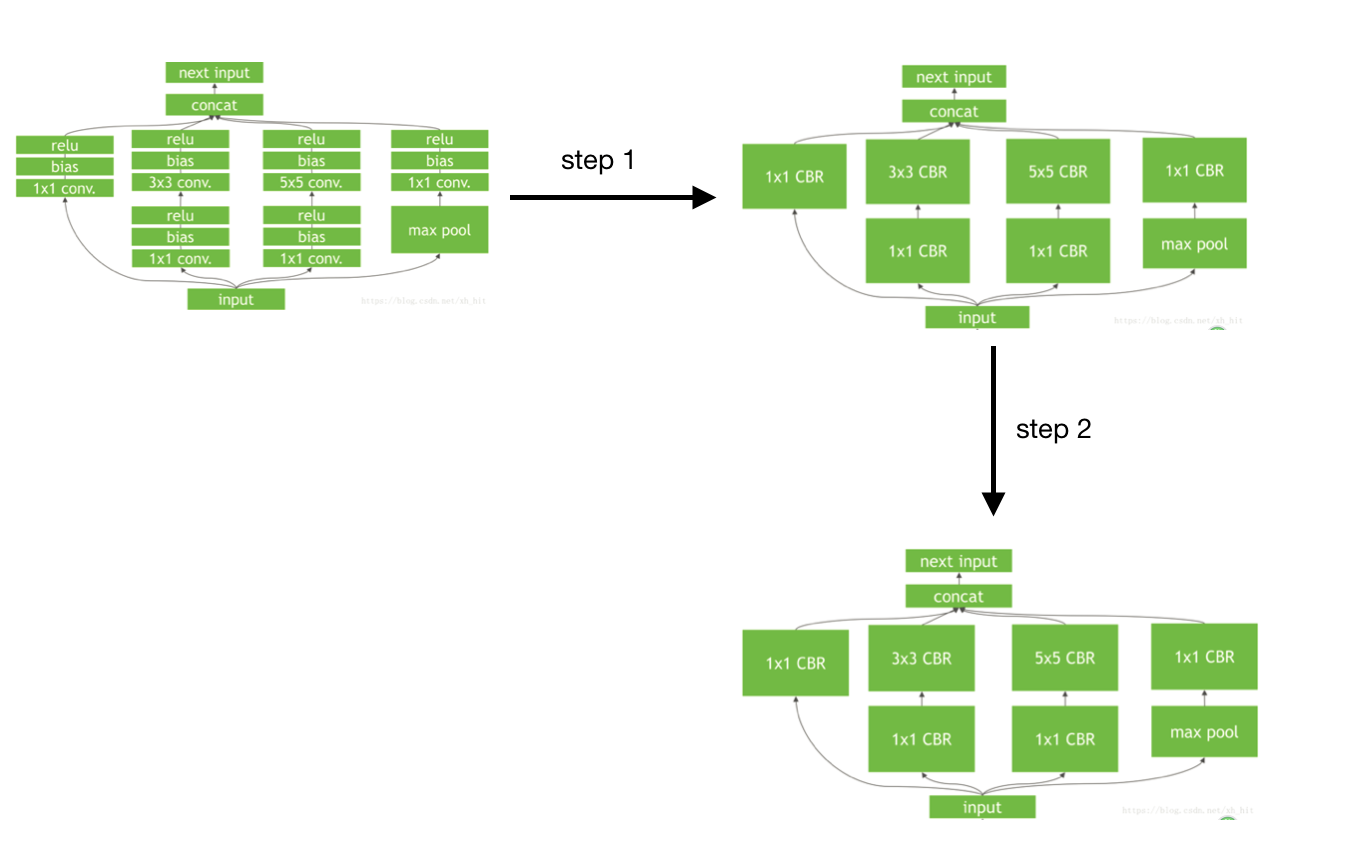 next input
concat
relu
bias
1x1 conv.
relu
bias
3x3 conv.
relu
bias
1x1 conv.
relu
bias
5x5 conv.
relu
bias
1x1 conv.
relu
bias
1x1 conv.
max pool
input
https://blog.csdn.net/xh_hit
step 1
next input
concat
1x1 CBR
3x3 CBR
5x5 CBR
1x1 CBR
1x1 CBR
1x1 CBR
max pool
input
https://blog.csdn.net/xh_hit
step 2
next input
concat
1x1 CBR
3x3 CBR
5x5 CBR
1x1 CBR
1x1 CBR
1x1 CBR
max pool
input
https://blog.csdn.net/xh_hit